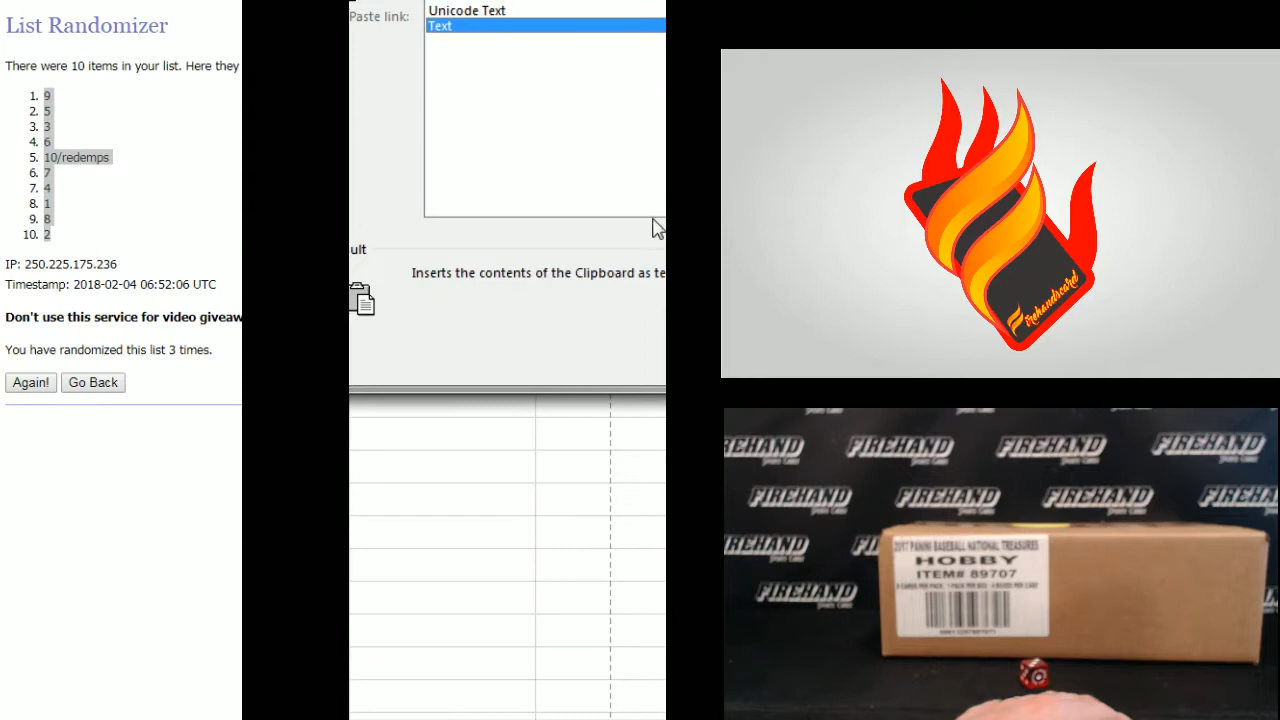 List Randomizer
There were 10 items in your list. Here they
1. 9
2. 5
3. 3
4. 6
5. 10/redemps
6. 7
7. 4
8. 1
9. 8
10. 2
IP: 250.225.175.236
Timestamp: 2018-02-04 06:52:06 UTC
Don't use this service for video giveaw
You have randomized this list 3 times.
Again! Go Back
Paste link:
Unicode Text
Text
ult
Inserts the contents of the Clipboard as te
Firehandscard
FIREHAND FIREHAND FIREHAND FIREHAND
FIREHAND FIREHAND FIREHAND FIREHAND
FIREHAND
FIREHAND
2017 PANINI BASEBALL NATIONAL TREASURES
HOBBY
ITEM# 89707